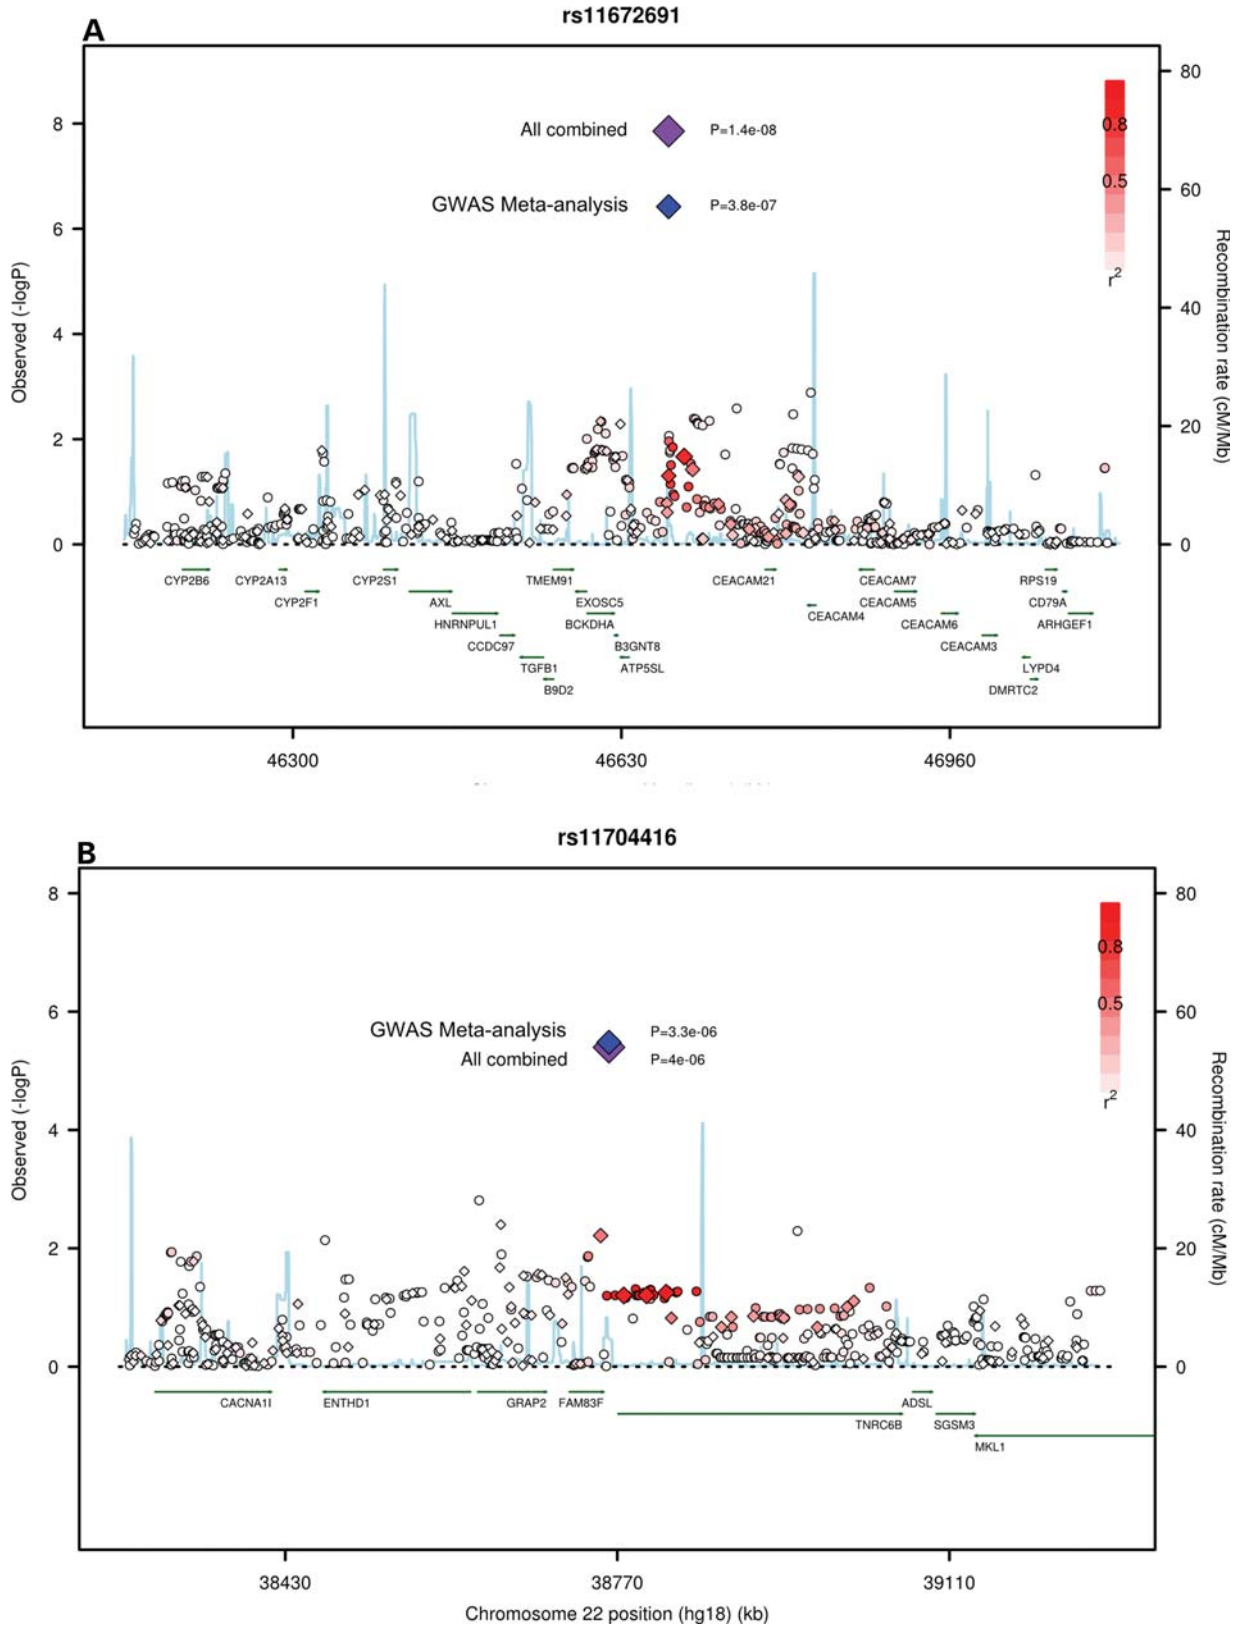 A
rs11672691
All combined
P=1.4e-08
GWAS Meta-analysis
P=3.8e-07
0.8
0.5
r2
8
6
4
2
0
Observed (-logP)
80
60
40
20
0
Recombination rate (cM/Mb)
CYP2B6 CYP2A13 CYP2S1 TMEM91 CEACAM21 CEACAM7 RPS19
CYP2F1 AXL EXOSC5 CEACAM4 CEACAM5 CD79A
HNRNPUL1 BCKDHA CEACAM6 ARHGEF1
CCDC97 B3GNT8 CEACAM3
TGFB1 ATP5SL LYPD4
B9D2 DMRTC2
46300 46630 46960
B
rs11704416
GWAS Meta-analysis
P=3.3e-06
All combined
P=4e-06
0.8
0.5
r2
8
6
4
2
0
Observed (-logP)
80
60
40
20
0
Recombination rate (cM/Mb)
CACNA1I ENTHD1 GRAP2 FAM83F ADSL
TNRC6B SGSM3
MKL1
38430 38770 39110
Chromosome 22 position (hg18) (kb)